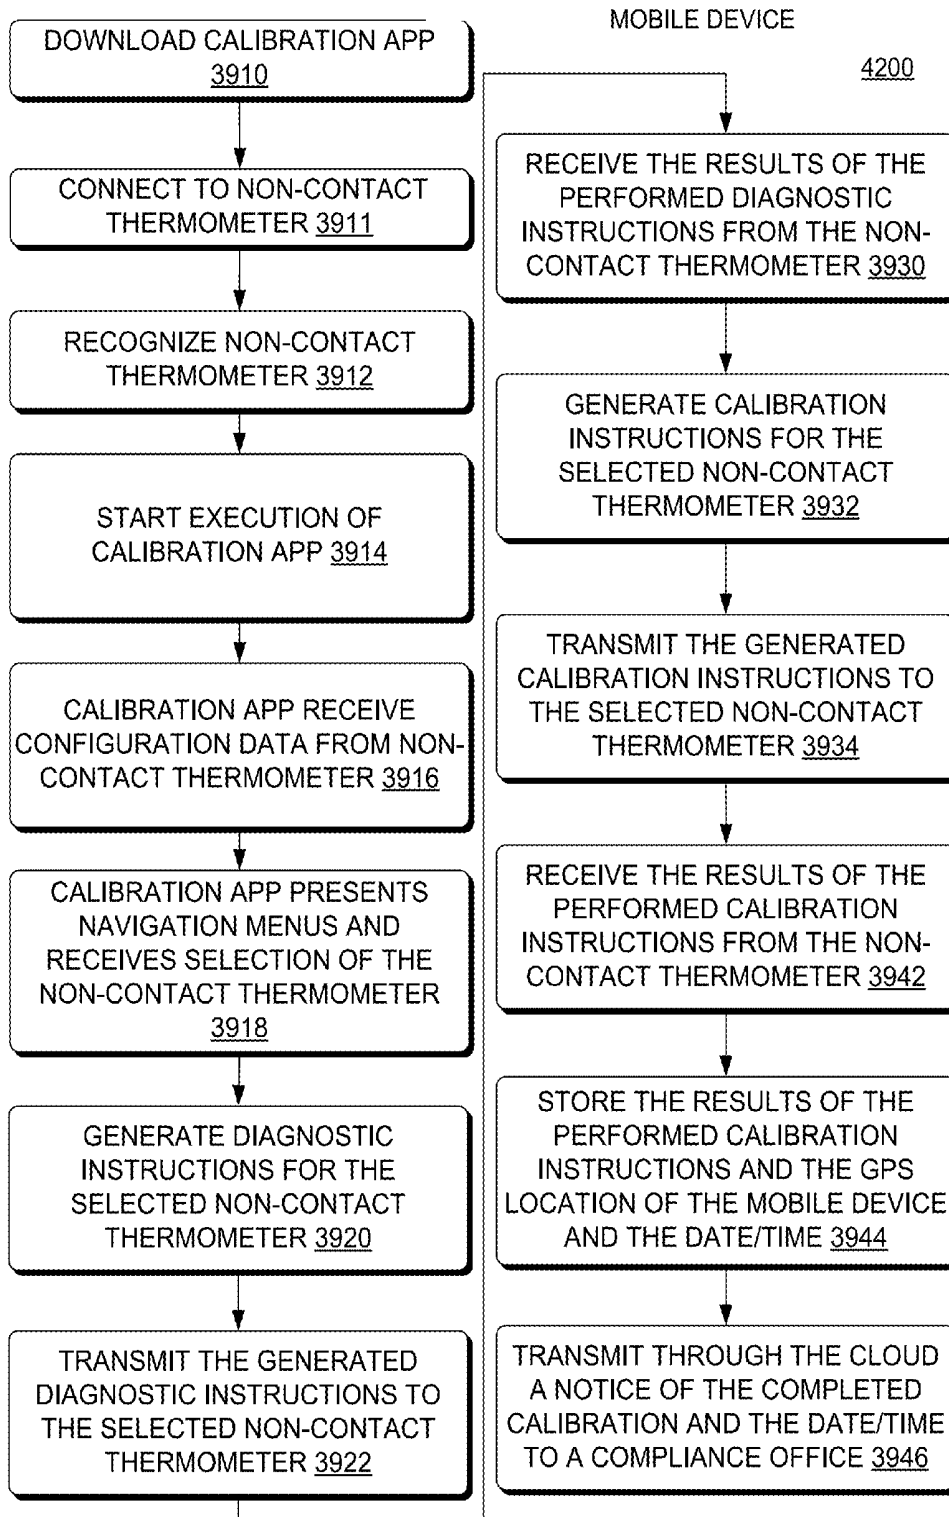 MOBILE DEVICE
4200
DOWNLOAD CALIBRATION APP
3910
CONNECT TO NON-CONTACT
THERMOMETER 3911
RECOGNIZE NON-CONTACT
THERMOMETER 3912
START EXECUTION OF
CALIBRATION APP 3914
CALIBRATION APP RECEIVE
CONFIGURATION DATA FROM NON-
CONTACT THERMOMETER 3916
CALIBRATION APP PRESENTS
NAVIGATION MENUS AND
RECEIVES SELECTION OF THE
NON-CONTACT THERMOMETER
3918
GENERATE DIAGNOSTIC
INSTRUCTIONS FOR THE
SELECTED NON-CONTACT
THERMOMETER 3920
TRANSMIT THE GENERATED
DIAGNOSTIC INSTRUCTIONS TO
THE SELECTED NON-CONTACT
THERMOMETER 3922
RECEIVE THE RESULTS OF THE
PERFORMED DIAGNOSTIC
INSTRUCTIONS FROM THE NON-
CONTACT THERMOMETER 3930
GENERATE CALIBRATION
INSTRUCTIONS FOR THE
SELECTED NON-CONTACT
THERMOMETER 3932
TRANSMIT THE GENERATED
CALIBRATION INSTRUCTIONS TO
THE SELECTED NON-CONTACT
THERMOMETER 3934
RECEIVE THE RESULTS OF THE
PERFORMED CALIBRATION
INSTRUCTIONS FROM THE NON-
CONTACT THERMOMETER 3942
STORE THE RESULTS OF THE
PERFORMED CALIBRATION
INSTRUCTIONS AND THE GPS
LOCATION OF THE MOBILE DEVICE
AND THE DATE/TIME 3944
TRANSMIT THROUGH THE CLOUD
A NOTICE OF THE COMPLETED
CALIBRATION AND THE DATE/TIME
TO A COMPLIANCE OFFICE 3946